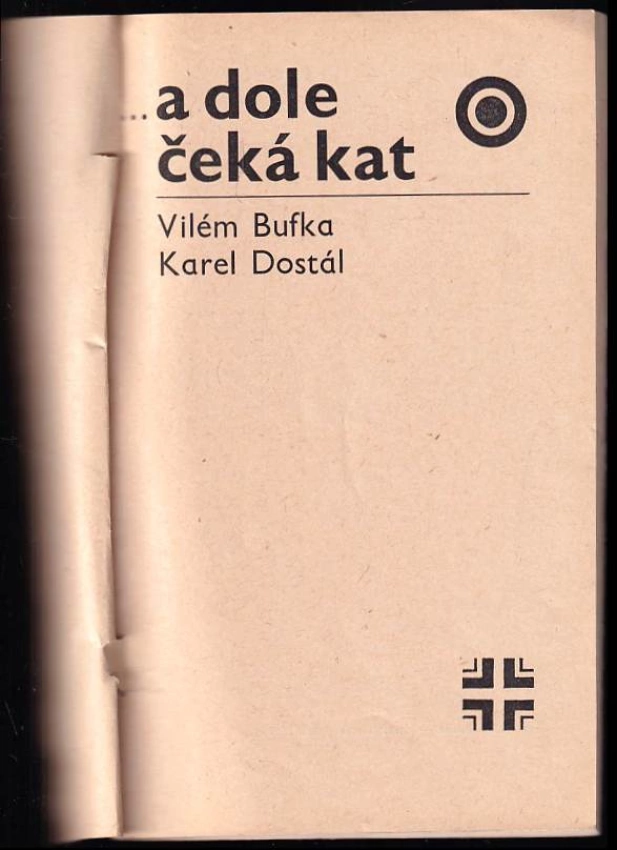 ...a dole
čeká kat
Vilém Bufka
Karel Dostál